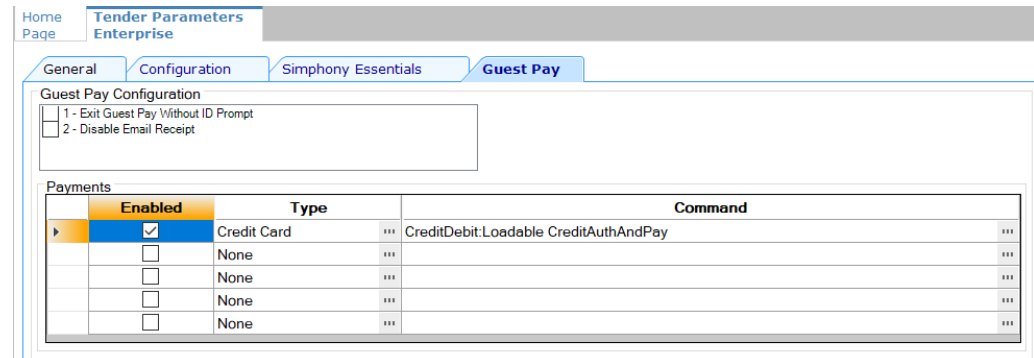 Home Page
Tender Parameters Enterprise
General Configuration Simphony Essentials Guest Pay
Guest Pay Configuration
1 - Exit Guest Pay Without ID Prompt
2 - Disable Email Receipt
Payments
Enabled Type Command
Credit Card ... CreditDebit:Loadable CreditAuthAndPay ...
None ... ...
None ... ...
None ... ...
None ... ...